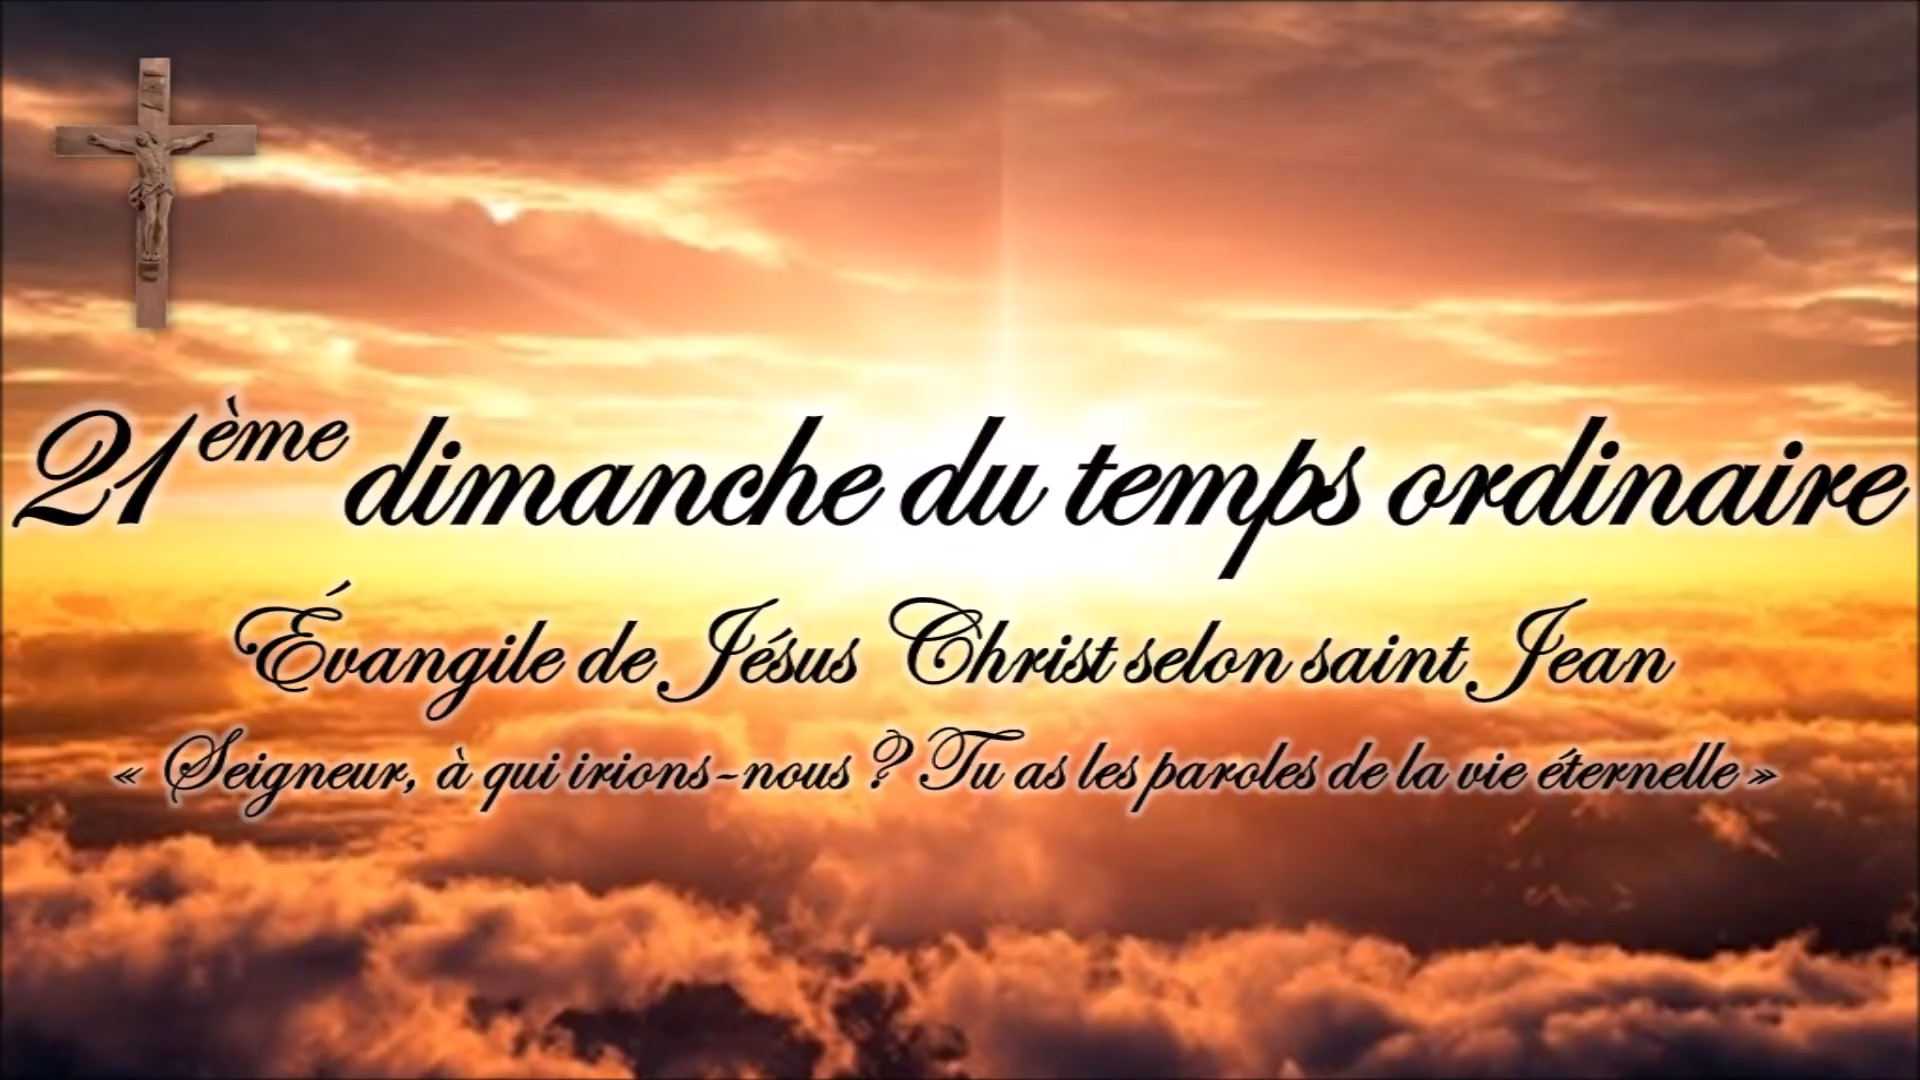 21ème dimanche du temps ordinaire
Évangile de Jésus Christ selon saint Jean
« Seigneur, à qui irions-nous ? Tu as les paroles de la vie éternelle »